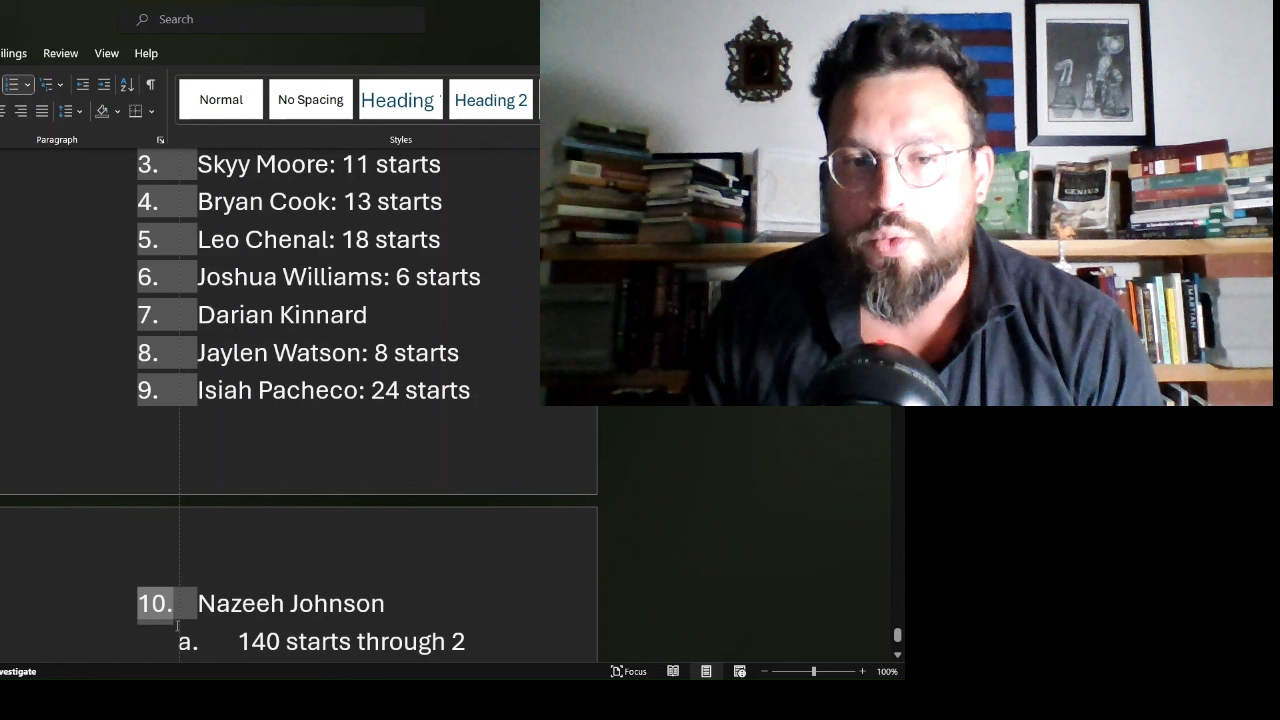 Search
ilings Review View Help
Normal No Spacing Heading Heading 2
Paragraph Styles
3. Skyy Moore: 11 starts
4. Bryan Cook: 13 starts
5. Leo Chenal: 18 starts
6. Joshua Williams: 6 starts
7. Darian Kinnard
8. Jaylen Watson: 8 starts
9. Isiah Pacheco: 24 starts
10. Nazeeh Johnson
a. 140 starts through 2
vestigate Focus 100%
GENIUS
MARTIAN